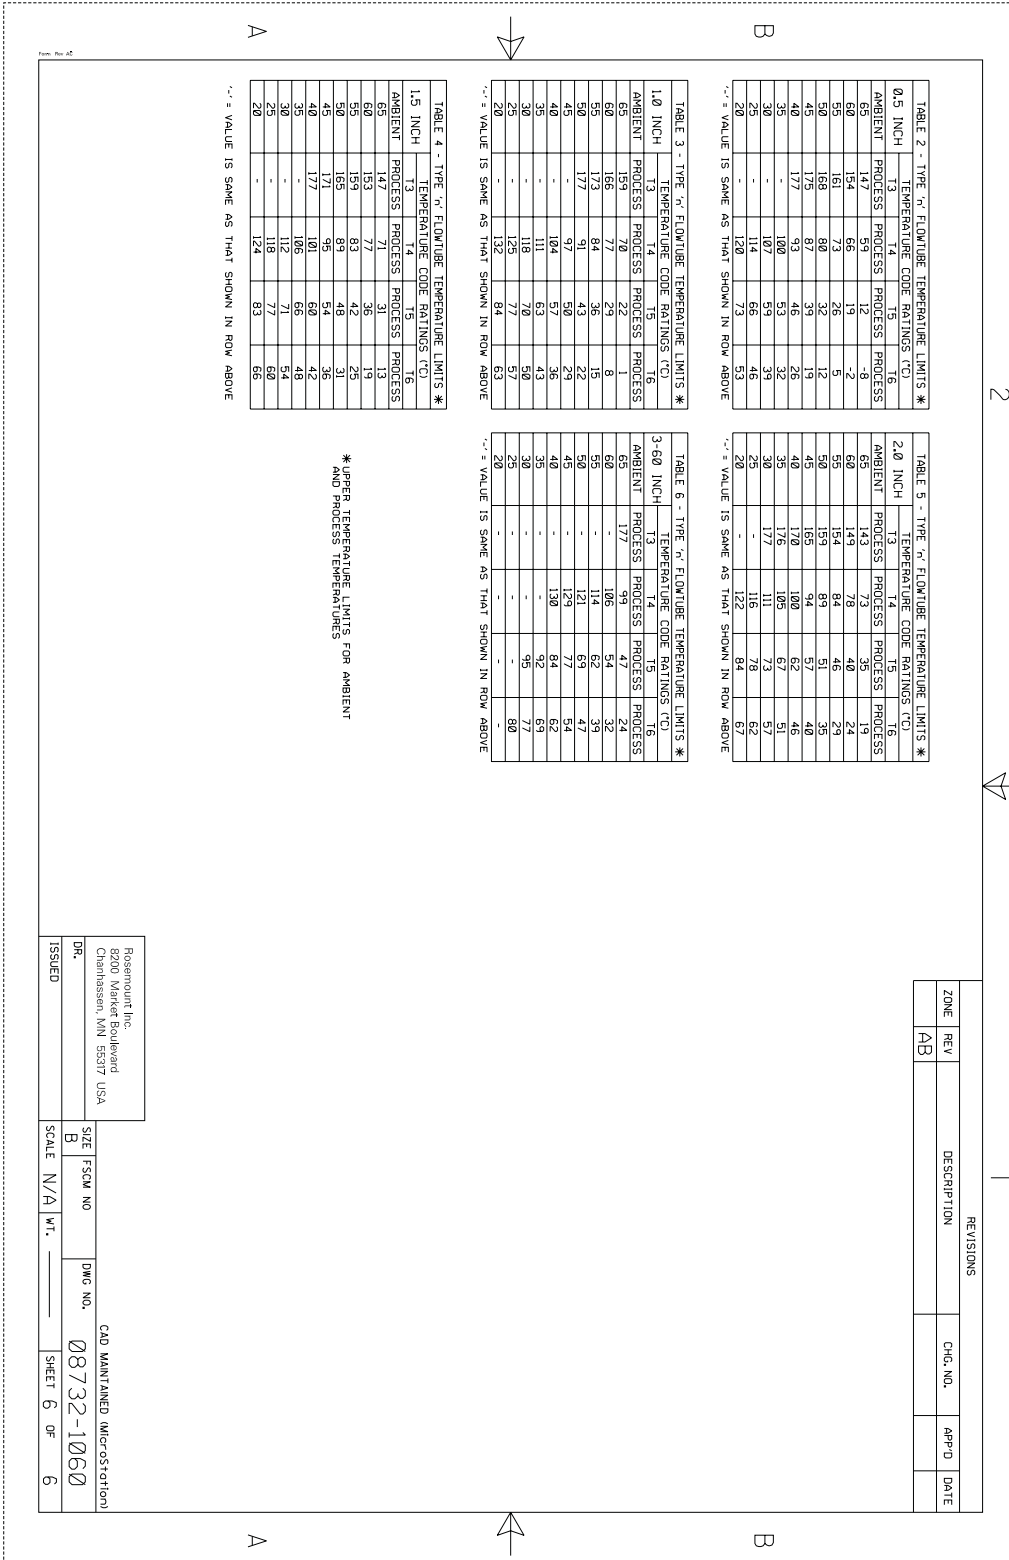 Form Rev AC
B
A
2
1
REVISIONS
ZONE REV DESCRIPTION CHG. NO. APP'D DATE
AB
TABLE 2 - TYPE 'n' FLOWTUBE TEMPERATURE LIMITS *
0.5 INCH TEMPERATURE CODE RATINGS (°C)
T3 T4 T5 T6
AMBIENT PROCESS PROCESS PROCESS PROCESS
65 147 59 12 -8
60 154 66 19 -2
55 161 73 26 5
50 168 80 32 12
45 175 87 39 19
40 177 93 46 26
35 - 100 53 32
30 - 107 59 39
25 - 114 66 46
20 - 120 73 53
'-' = VALUE IS SAME AS THAT SHOWN IN ROW ABOVE
TABLE 5 - TYPE 'n' FLOWTUBE TEMPERATURE LIMITS *
2.0 INCH TEMPERATURE CODE RATINGS (°C)
T3 T4 T5 T6
AMBIENT PROCESS PROCESS PROCESS PROCESS
65 143 73 35 19
60 149 78 40 24
55 154 84 46 29
50 159 89 51 35
45 165 94 57 40
40 170 100 62 46
35 176 105 67 51
30 177 111 73 57
25 - 116 78 62
20 - 122 84 67
'-' = VALUE IS SAME AS THAT SHOWN IN ROW ABOVE
TABLE 3 - TYPE 'n' FLOWTUBE TEMPERATURE LIMITS *
1.0 INCH TEMPERATURE CODE RATINGS (°C)
T3 T4 T5 T6
AMBIENT PROCESS PROCESS PROCESS PROCESS
65 159 70 22 1
60 166 77 29 8
55 173 84 36 15
50 177 91 43 22
45 - 97 50 29
40 - 104 57 36
35 - 111 63 43
30 - 118 70 50
25 - 125 77 57
20 - 132 84 63
'-' = VALUE IS SAME AS THAT SHOWN IN ROW ABOVE
TABLE 6 - TYPE 'n' FLOWTUBE TEMPERATURE LIMITS *
3-60 INCH TEMPERATURE CODE RATINGS (°C)
T3 T4 T5 T6
AMBIENT PROCESS PROCESS PROCESS PROCESS
65 177 99 47 24
60 - 106 54 32
55 - 114 62 39
50 - 121 69 47
45 - 129 77 54
40 - 130 84 62
35 - - 92 69
30 - - 95 77
25 - - - 80
20 - - - -
'-' = VALUE IS SAME AS THAT SHOWN IN ROW ABOVE
TABLE 4 - TYPE 'n' FLOWTUBE TEMPERATURE LIMITS *
1.5 INCH TEMPERATURE CODE RATINGS (°C)
T3 T4 T5 T6
AMBIENT PROCESS PROCESS PROCESS PROCESS
65 147 71 31 13
60 153 77 36 19
55 159 83 42 25
50 165 89 48 31
45 171 95 54 36
40 177 101 60 42
35 - 106 66 48
30 - 112 71 54
25 - 118 77 60
20 - 124 83 66
'-' = VALUE IS SAME AS THAT SHOWN IN ROW ABOVE
* UPPER TEMPERATURE LIMITS FOR AMBIENT
AND PROCESS TEMPERATURES
Rosemount Inc.
8200 Market Boulevard
Chanhassen, MN 55317 USA
CAD MAINTAINED (MicroStation)
DR.
SIZE B FSCM NO DWG NO. 08732-1060
ISSUED
SCALE N/A WT. SHEET 6 OF 6
B
A